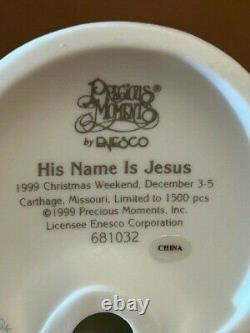 PRECIOUS
MOMENTS®
by ENESCO
His Name Is Jesus
1999 Christmas Weekend, December 3-5
Carthage, Missouri, Limited to 1500 pcs
©1999 Precious Moments, Inc.
Licensee Enesco Corporation
681032
CHINA